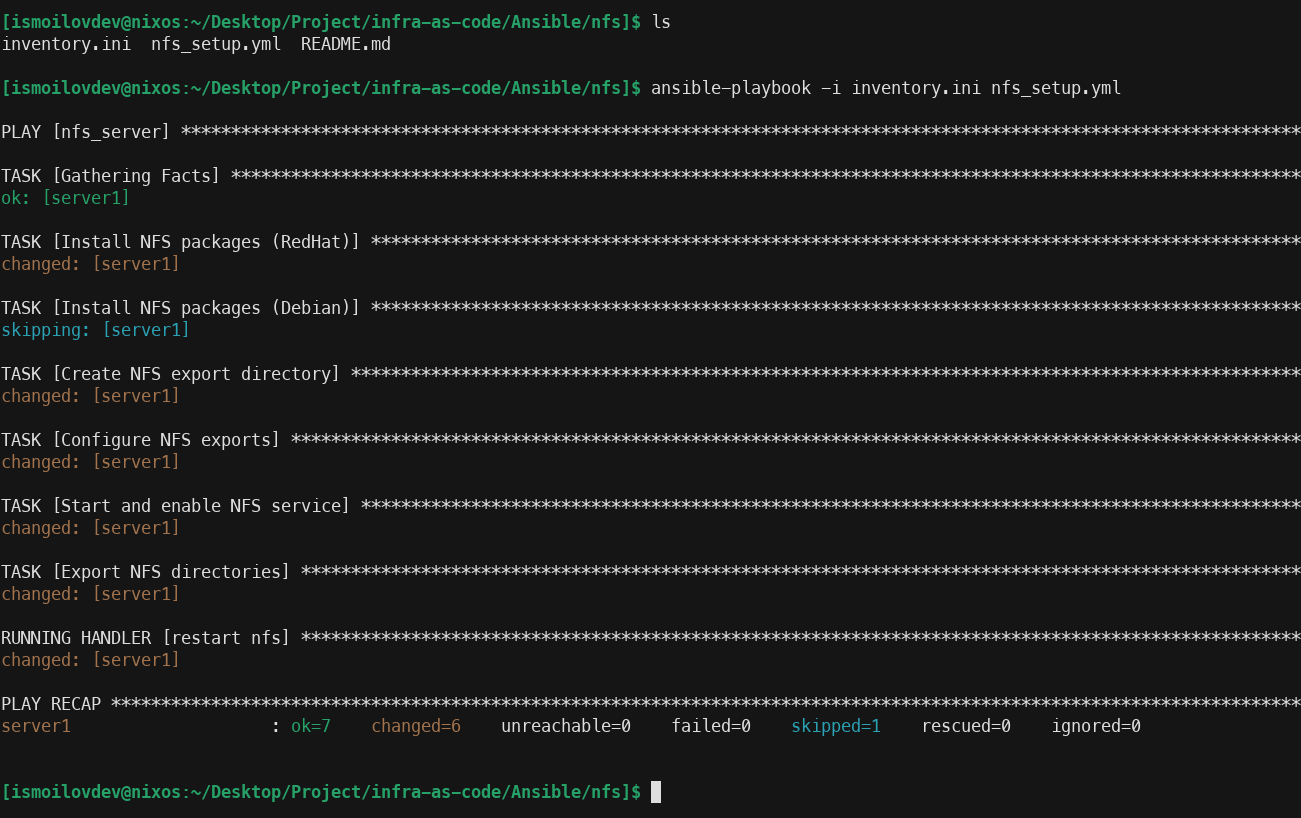 [ismoilovdev@nixos:~/Desktop/Project/infra-as-code/Ansible/nfs]$ ls
inventory.ini  nfs_setup.yml  README.md
[ismoilovdev@nixos:~/Desktop/Project/infra-as-code/Ansible/nfs]$ ansible-playbook -i inventory.ini nfs_setup.yml
PLAY [nfs_server] ****************************************************************************************************************
TASK [Gathering Facts] ***********************************************************************************************************
ok: [server1]
TASK [Install NFS packages (RedHat)] *********************************************************************************************
changed: [server1]
TASK [Install NFS packages (Debian)] *********************************************************************************************
skipping: [server1]
TASK [Create NFS export directory] ***********************************************************************************************
changed: [server1]
TASK [Configure NFS exports] *****************************************************************************************************
changed: [server1]
TASK [Start and enable NFS service] **********************************************************************************************
changed: [server1]
TASK [Export NFS directories] ****************************************************************************************************
changed: [server1]
RUNNING HANDLER [restart nfs] ****************************************************************************************************
changed: [server1]
PLAY RECAP ***********************************************************************************************************************
server1                    : ok=7    changed=6    unreachable=0    failed=0    skipped=1    rescued=0    ignored=0
[ismoilovdev@nixos:~/Desktop/Project/infra-as-code/Ansible/nfs]$